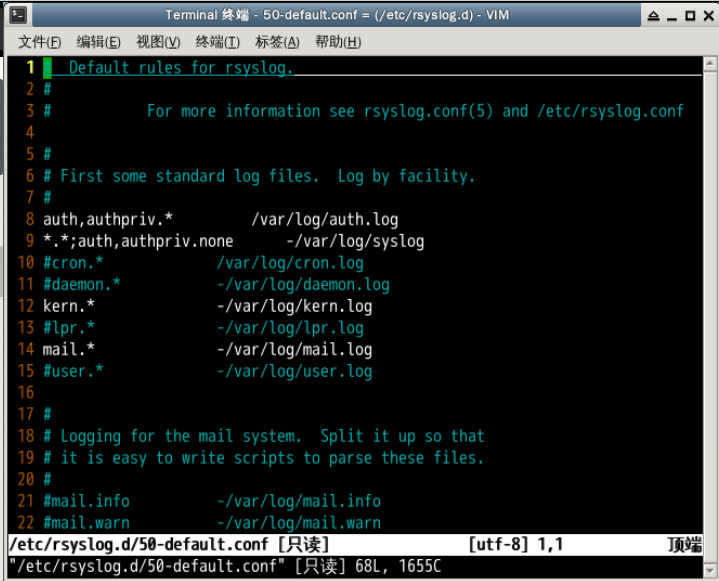 Terminal 终端 - 50-default.conf = (/etc/rsyslog.d) - VIM
文件(F) 编辑(E) 视图(V) 终端(T) 标签(A) 帮助(H)
1 # Default rules for rsyslog.
2 #
3 # For more information see rsyslog.conf(5) and /etc/rsyslog.conf
4
5 #
6 # First some standard log files. Log by facility.
7 #
8 auth,authpriv.* /var/log/auth.log
9 *.*;auth,authpriv.none -/var/log/syslog
10 #cron.* /var/log/cron.log
11 #daemon.* -/var/log/daemon.log
12 kern.* -/var/log/kern.log
13 #lpr.* -/var/log/lpr.log
14 mail.* -/var/log/mail.log
15 #user.* -/var/log/user.log
16
17 #
18 # Logging for the mail system. Split it up so that
19 # it is easy to write scripts to parse these files.
20 #
21 #mail.info -/var/log/mail.info
22 #mail.warn -/var/log/mail.warn
/etc/rsyslog.d/50-default.conf [只读] [utf-8] 1,1 顶端
"/etc/rsyslog.d/50-default.conf" [只读] 68L, 1655C